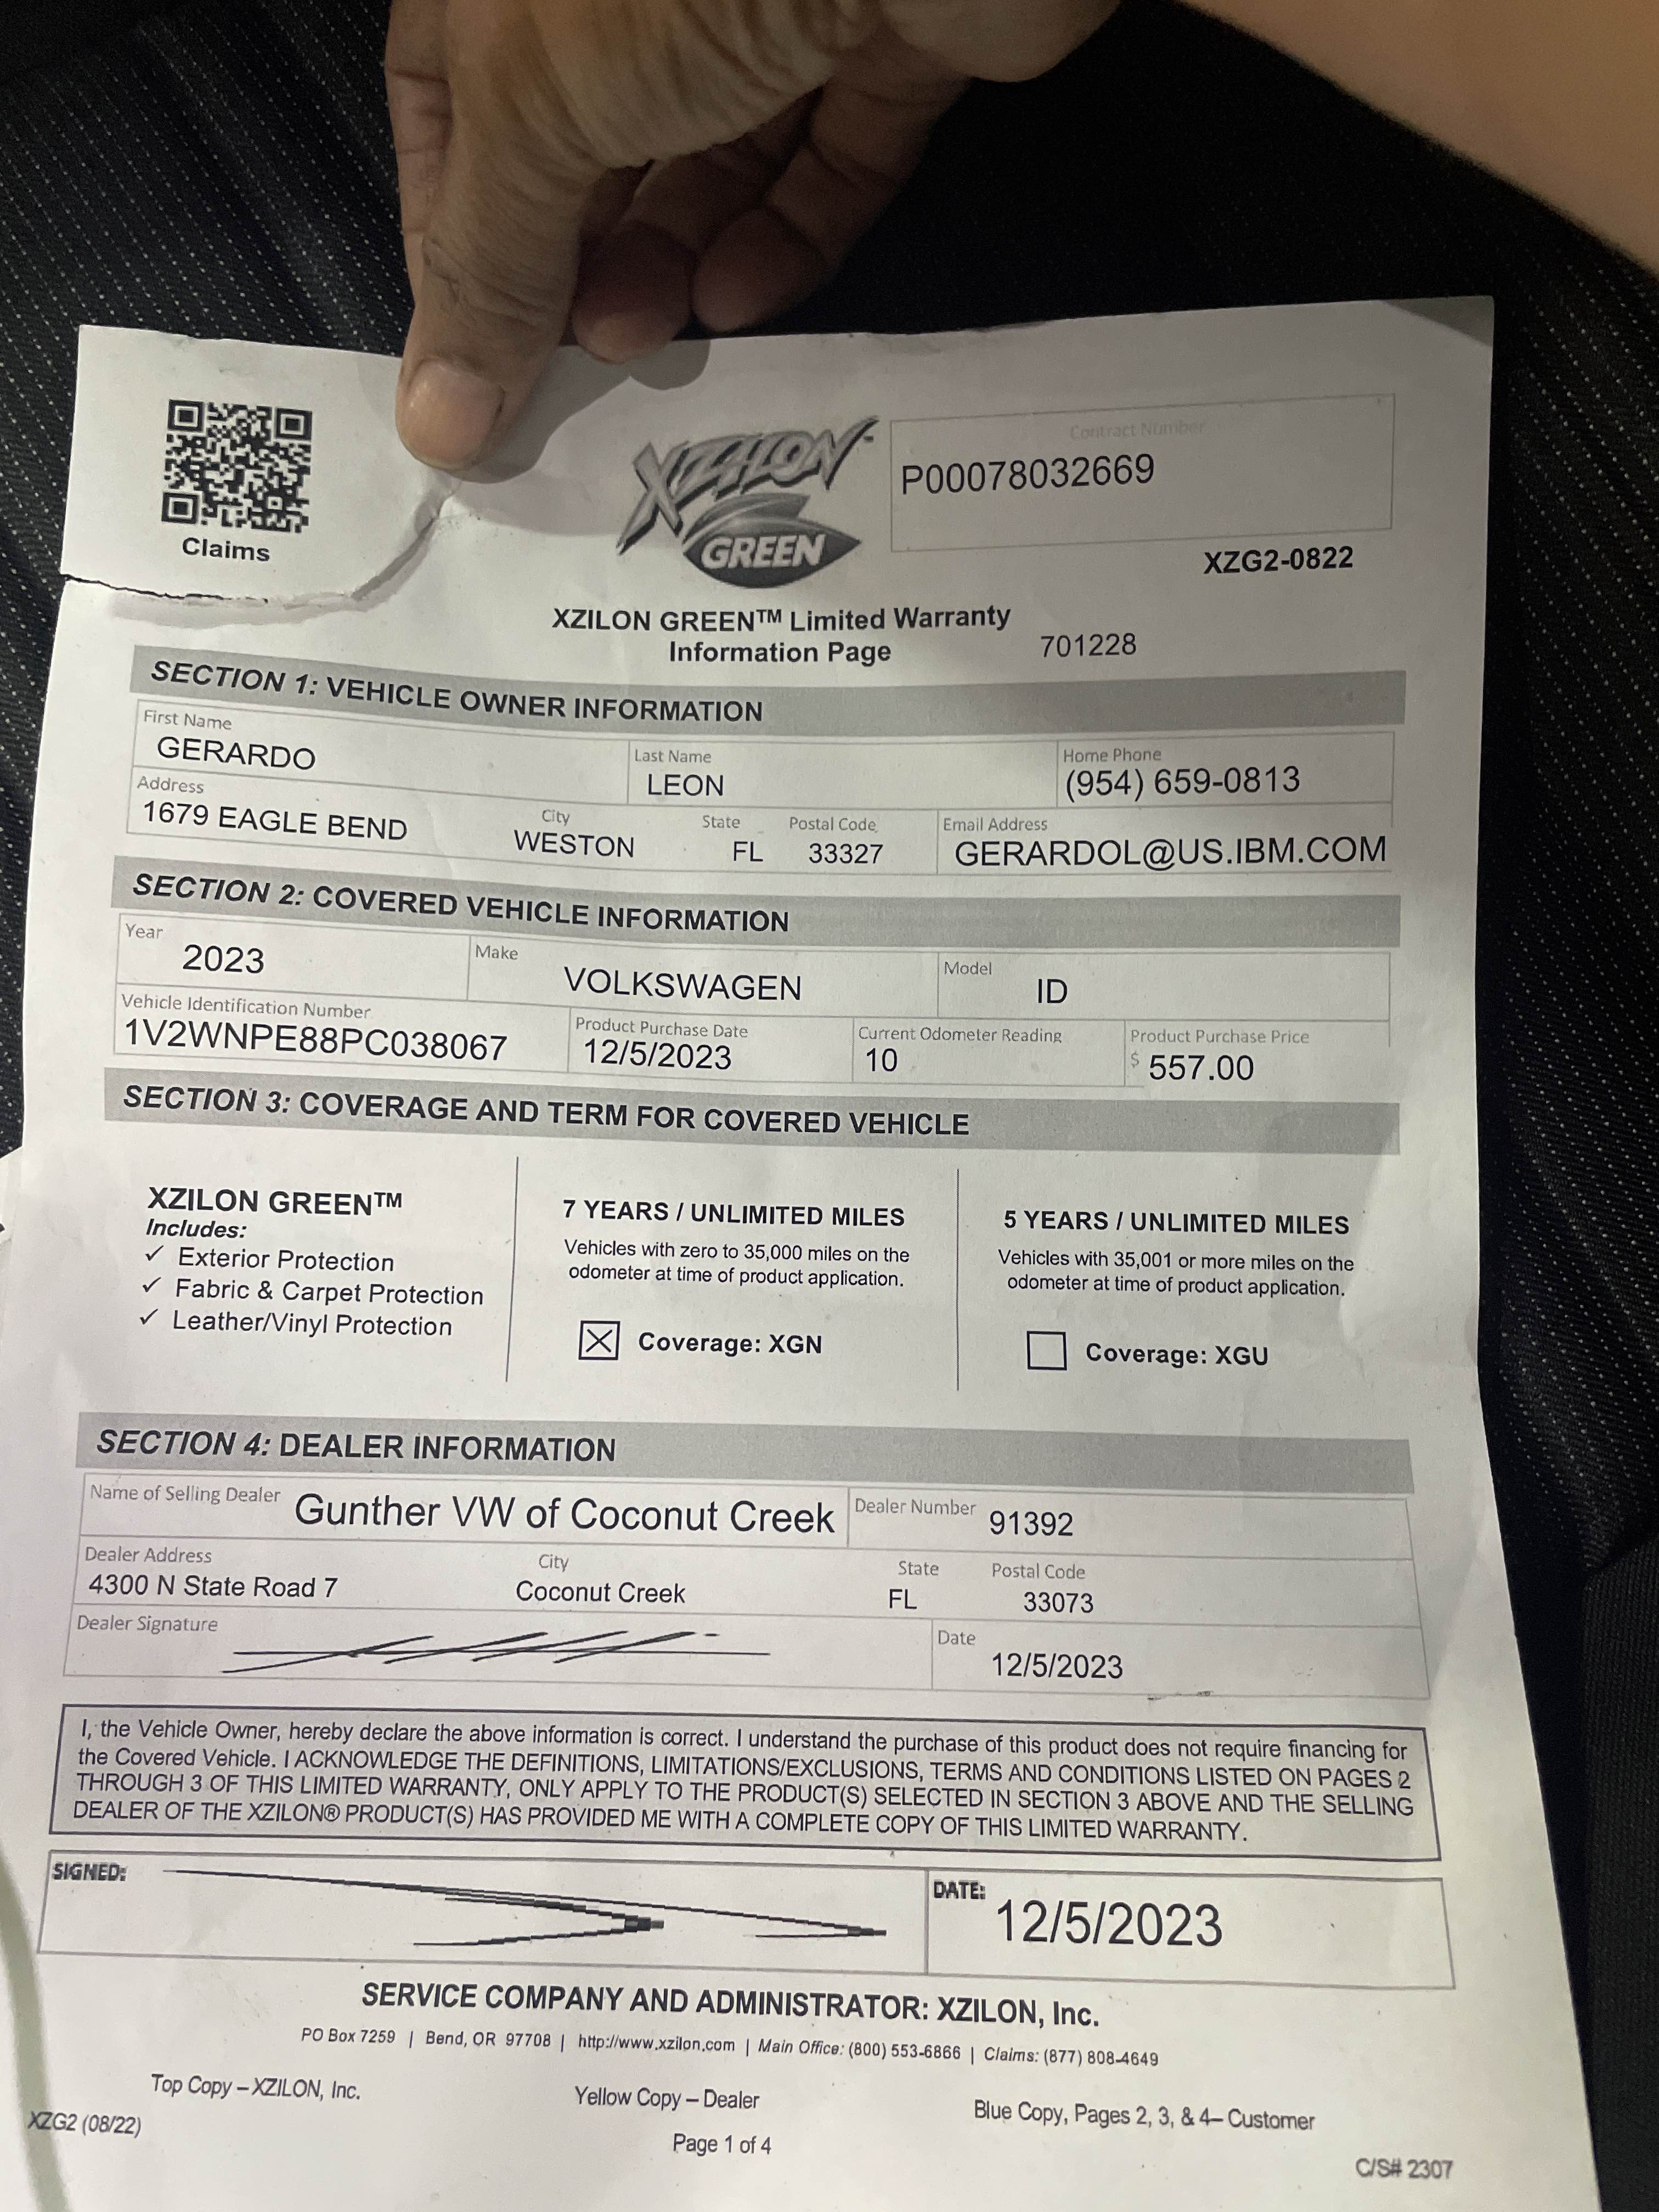 Claims
XZILON
GREEN
Contract Number
P00078032669
XZG2-0822
XZILON GREEN™ Limited Warranty
Information Page
701228
SECTION 1: VEHICLE OWNER INFORMATION
First Name
GERARDO
Last Name
LEON
Home Phone
(954) 659-0813
Address
1679 EAGLE BEND
City
WESTON
State
FL
Postal Code
33327
Email Address
GERARDOL@US.IBM.COM
SECTION 2: COVERED VEHICLE INFORMATION
Year
2023
Make
VOLKSWAGEN
Model
ID
Vehicle Identification Number
1V2WNPE88PC038067
Product Purchase Date
12/5/2023
Current Odometer Reading
10
Product Purchase Price
$ 557.00
SECTION 3: COVERAGE AND TERM FOR COVERED VEHICLE
XZILON GREEN™
Includes:
✓ Exterior Protection
✓ Fabric & Carpet Protection
✓ Leather/Vinyl Protection
7 YEARS / UNLIMITED MILES
Vehicles with zero to 35,000 miles on the
odometer at time of product application.
☒ Coverage: XGN
5 YEARS / UNLIMITED MILES
Vehicles with 35,001 or more miles on the
odometer at time of product application.
☐ Coverage: XGU
SECTION 4: DEALER INFORMATION
Name of Selling Dealer
Gunther VW of Coconut Creek
Dealer Number
91392
Dealer Address
4300 N State Road 7
City
Coconut Creek
State
FL
Postal Code
33073
Dealer Signature
Date
12/5/2023
I, the Vehicle Owner, hereby declare the above information is correct. I understand the purchase of this product does not require financing for
the Covered Vehicle. I ACKNOWLEDGE THE DEFINITIONS, LIMITATIONS/EXCLUSIONS, TERMS AND CONDITIONS LISTED ON PAGES 2
THROUGH 3 OF THIS LIMITED WARRANTY, ONLY APPLY TO THE PRODUCT(S) SELECTED IN SECTION 3 ABOVE AND THE SELLING
DEALER OF THE XZILON® PRODUCT(S) HAS PROVIDED ME WITH A COMPLETE COPY OF THIS LIMITED WARRANTY.
SIGNED:
DATE:
12/5/2023
SERVICE COMPANY AND ADMINISTRATOR: XZILON, Inc.
PO Box 7259 | Bend, OR 97708 | http://www.xzilon.com | Main Office: (800) 553-6866 | Claims: (877) 808-4649
Top Copy – XZILON, Inc.
Yellow Copy – Dealer
Blue Copy, Pages 2, 3, & 4– Customer
XZG2 (08/22)
Page 1 of 4
C/S# 2307